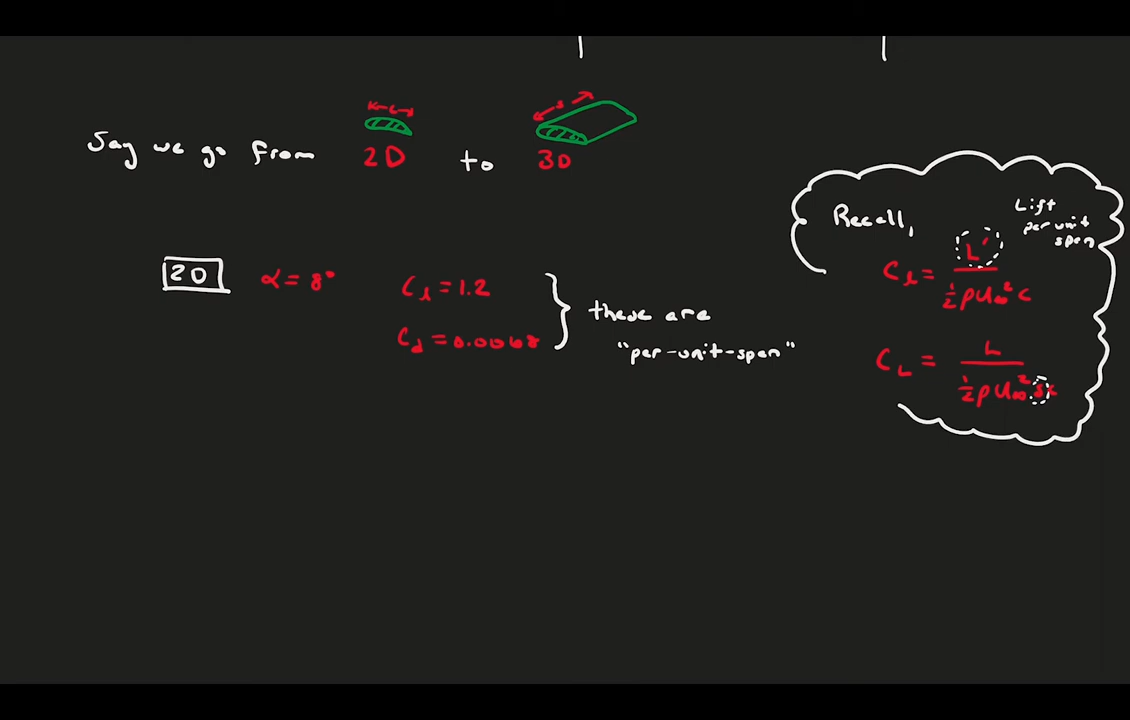 c
s
Say we go from 2D to 3D
Recall,
Lift
per unit
span
C_l = L' / ½ρU∞²c
C_L = L / ½ρU∞²sc
2D α = 8° C_l = 1.2
C_d = 0.0068
} these are
"per-unit-span"